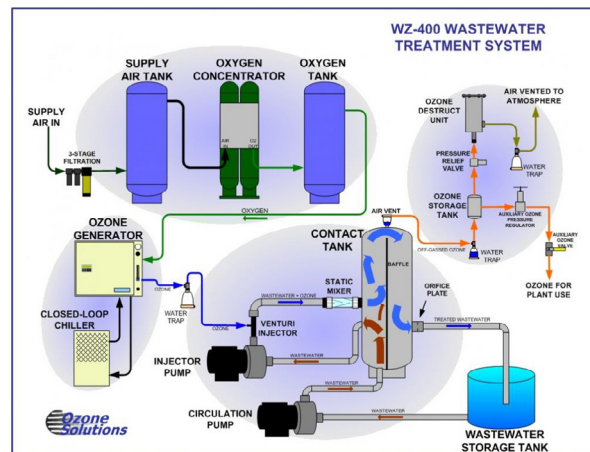 WZ-400 WASTEWATER
TREATMENT SYSTEM
SUPPLY
AIR TANK
OXYGEN
CONCENTRATOR
OXYGEN
TANK
SUPPLY
AIR IN
3-STAGE
FILTRATION
AIR
IN
O2
OUT
OXYGEN
OZONE
DESTRUCT
UNIT
AIR VENTED TO
ATMOSPHERE
PRESSURE
RELIEF
VALVE
WATER
TRAP
OZONE
STORAGE
TANK
AUXILIARY OZONE
PRESSURE
REGULATOR
AUXILIARY
OZONE
VALVE
WATER
TRAP
OZONE FOR
PLANT USE
OZONE
GENERATOR
AIR VENT
OFF-GASSED OZONE
CONTACT
TANK
BAFFLE
STATIC
MIXER
WASTEWATER + OZONE
ORIFICE
PLATE
OZONE
WATER
TRAP
OZONE
VENTURI
INJECTOR
TREATED WASTEWATER
CLOSED-LOOP
CHILLER
WASTEWATER
INJECTOR
PUMP
WASTEWATER
CIRCULATION
PUMP
WASTEWATER
WASTEWATER
STORAGE TANK
Ozone
Solutions